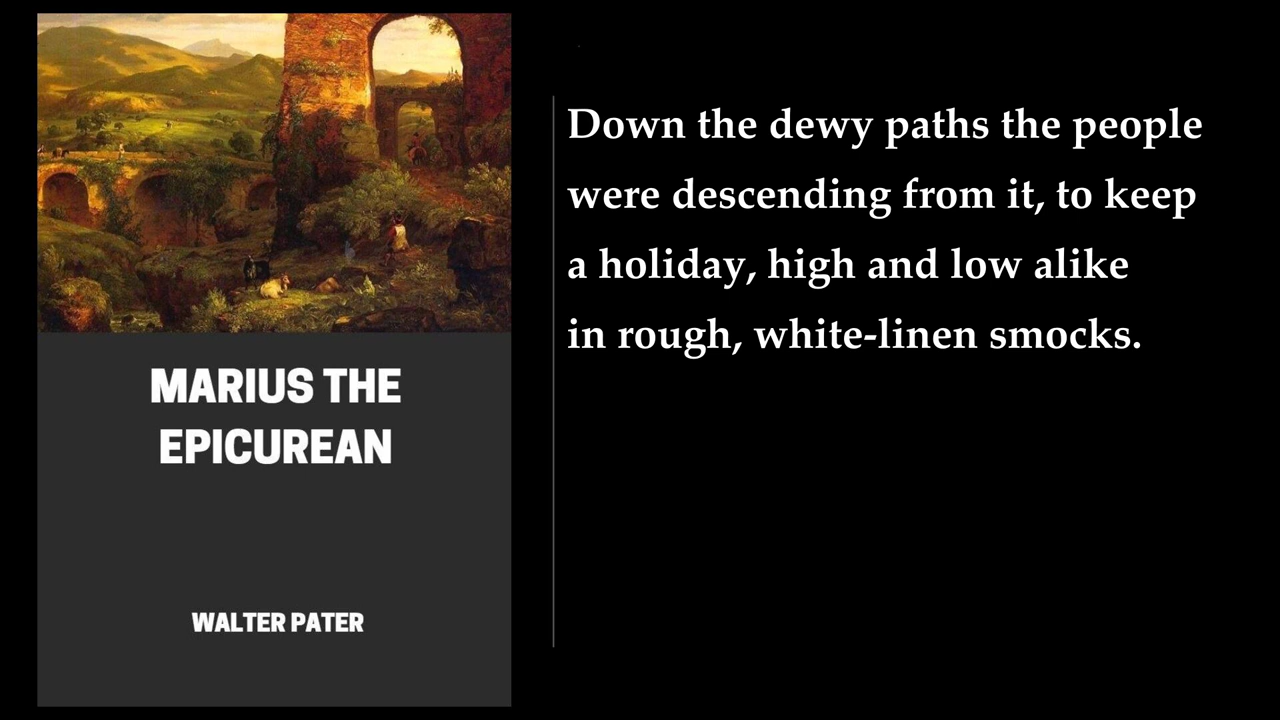 MARIUS THE
EPICUREAN
WALTER PATER
Down the dewy paths the people
were descending from it, to keep
a holiday, high and low alike
in rough, white-linen smocks.